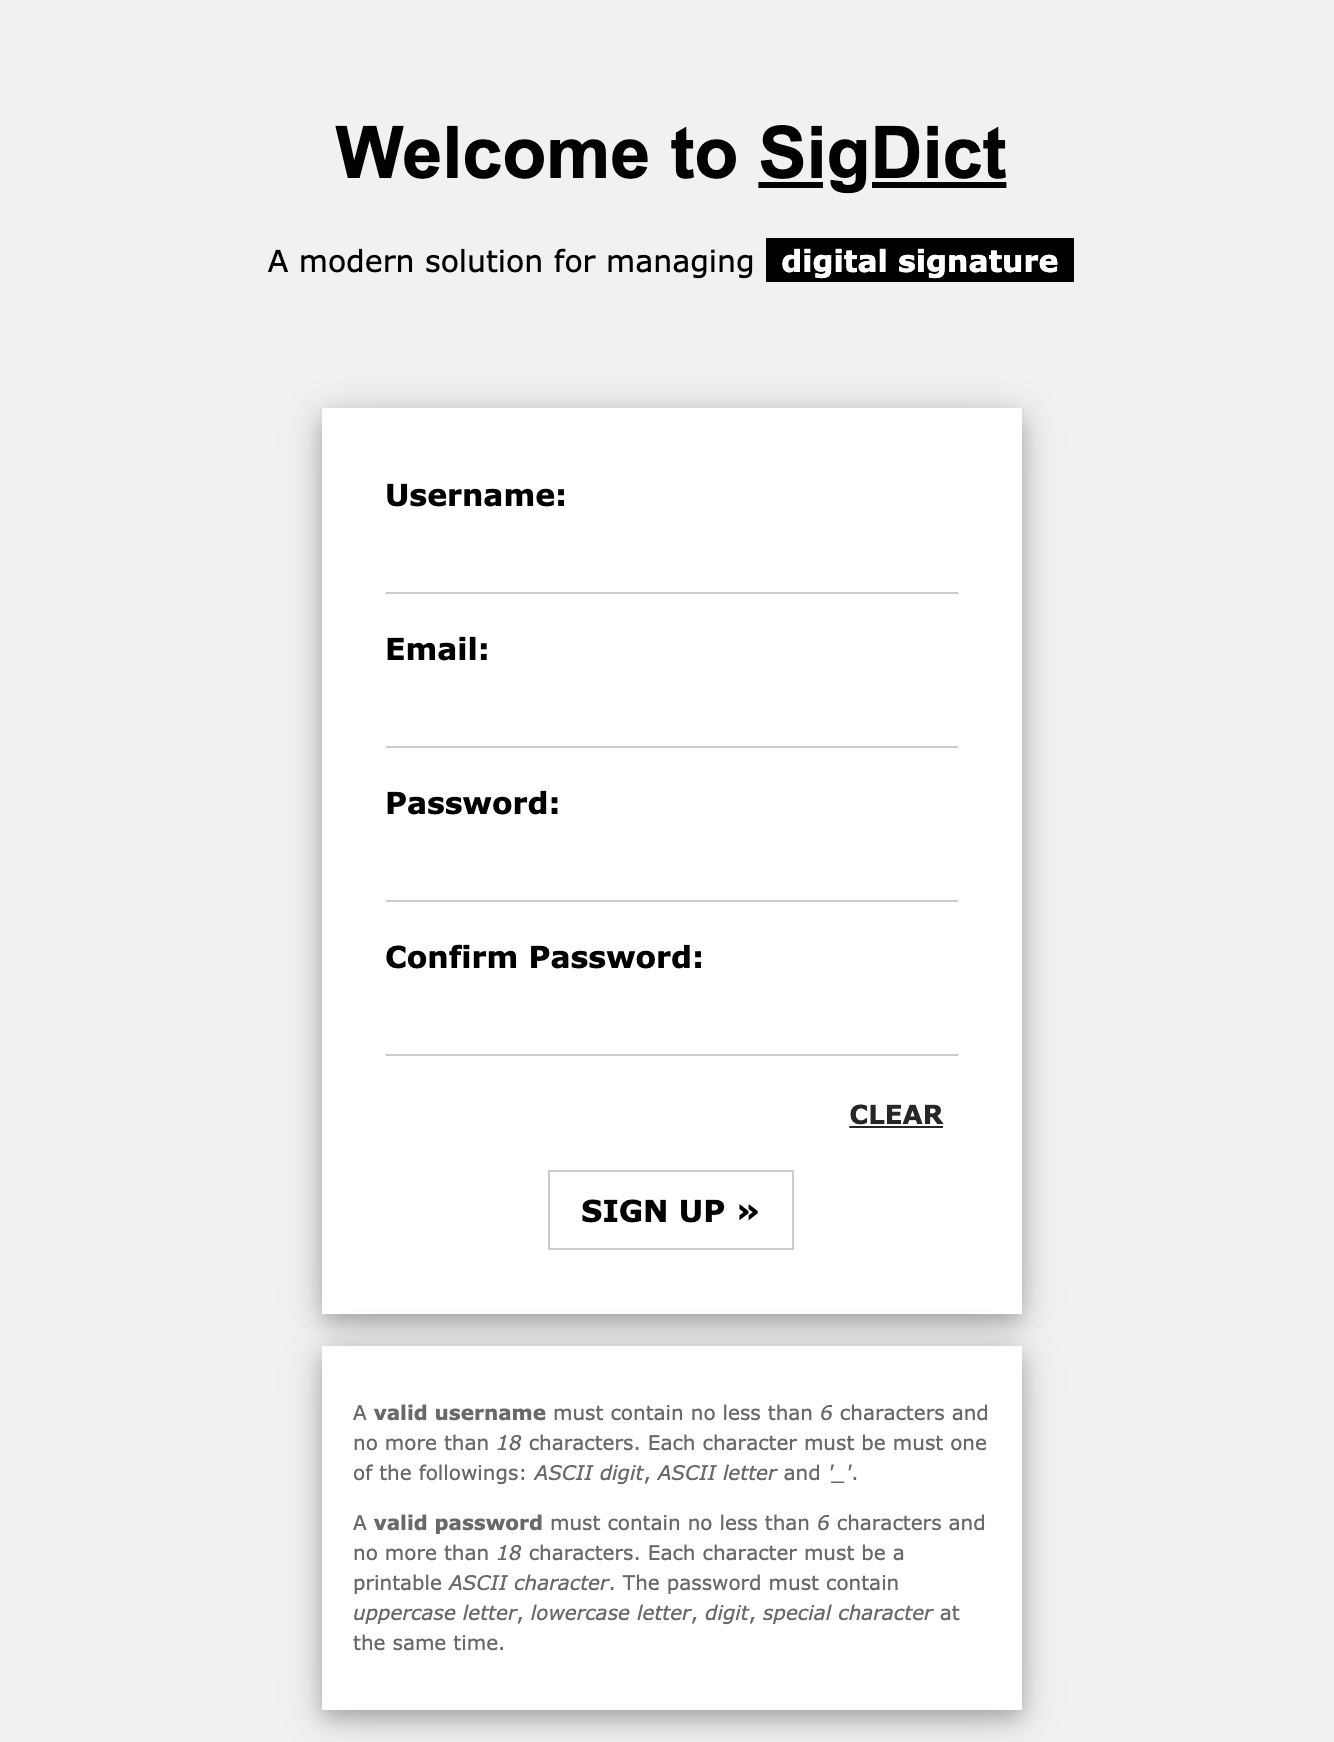 Welcome to SigDict
A modern solution for managing digital signature
Username:
Email:
Password:
Confirm Password:
CLEAR
SIGN UP »
A valid username must contain no less than 6 characters and
no more than 18 characters. Each character must be must one
of the followings: ASCII digit, ASCII letter and '_'.
A valid password must contain no less than 6 characters and
no more than 18 characters. Each character must be a
printable ASCII character. The password must contain
uppercase letter, lowercase letter, digit, special character at
the same time.